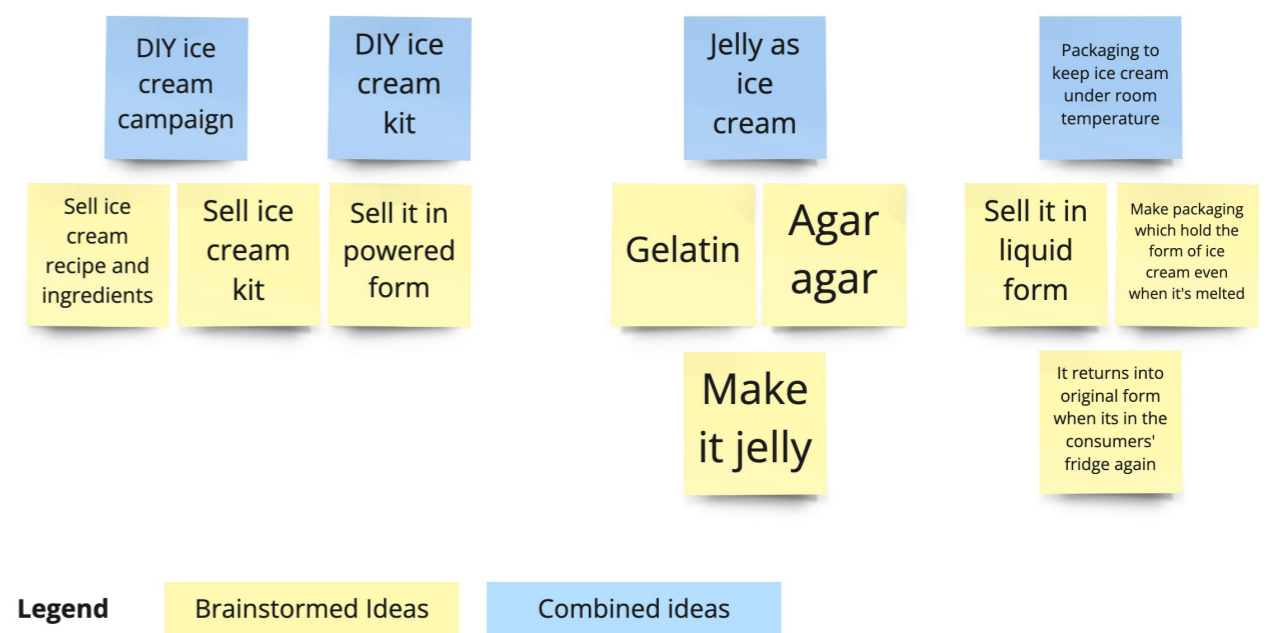 DIY ice
cream
campaign
DIY ice
cream
kit
Jelly as
ice
cream
Packaging to
keep ice cream
under room
temperature
Sell ice
cream
recipe and
ingredients
Sell ice
cream
kit
Sell it in
powered
form
Gelatin
Agar
agar
Sell it in
liquid
form
Make packaging
which hold the
form of ice
cream even
when it's melted
Make
it jelly
It returns into
original form
when its in the
consumers'
fridge again
Legend
Brainstormed Ideas
Combined ideas